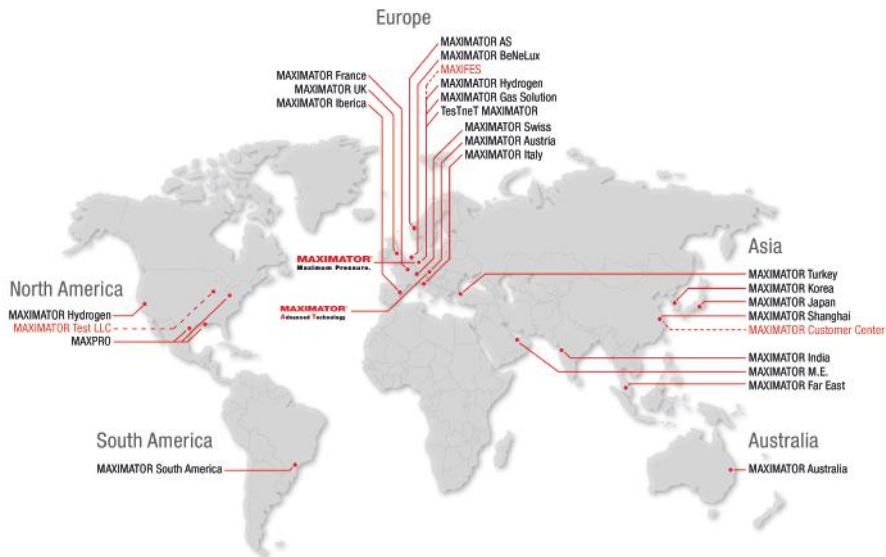 Europe
MAXIMATOR AS
MAXIMATOR BeNeLux
MAXIFES
MAXIMATOR Hydrogen
MAXIMATOR Gas Solution
TesTneT MAXIMATOR
MAXIMATOR France
MAXIMATOR UK
MAXIMATOR Iberica
MAXIMATOR Swiss
MAXIMATOR Austria
MAXIMATOR Italy
MAXIMATOR®
Maximum Pressure.
MAXIMATOR®
Advanced Technology
North America
MAXIMATOR Hydrogen
MAXIMATOR Test LLC
MAXPRO
Asia
MAXIMATOR Turkey
MAXIMATOR Korea
MAXIMATOR Japan
MAXIMATOR Shanghai
MAXIMATOR Customer Center
MAXIMATOR India
MAXIMATOR M.E.
MAXIMATOR Far East
South America
MAXIMATOR South America
Australia
MAXIMATOR Australia